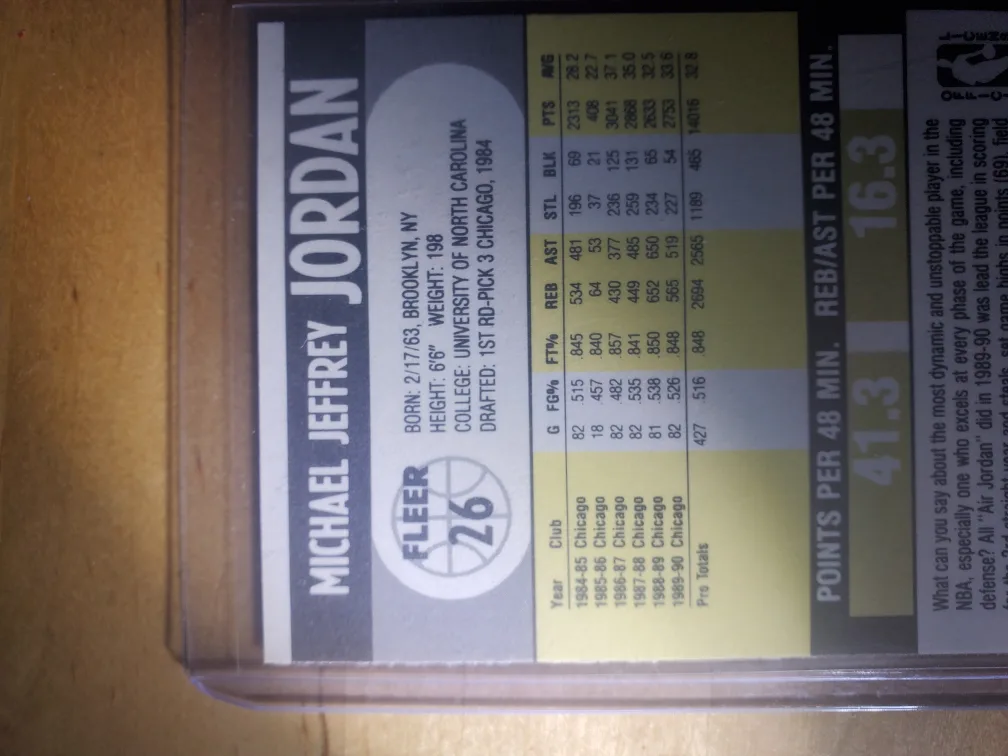 MICHAEL JEFFREY JORDAN
FLEER
26
BORN: 2/17/63, BROOKLYN, NY
HEIGHT: 6'6" WEIGHT: 198
COLLEGE: UNIVERSITY OF NORTH CAROLINA
DRAFTED: 1ST RD-PICK 3 CHICAGO, 1984
Year Club G FG% FT% REB AST STL BLK PTS AVG
1984-85 Chicago 82 .515 .845 534 481 196 69 2313 28.2
1985-86 Chicago 18 .457 .840 64 53 37 21 408 22.7
1986-87 Chicago 82 .482 .857 430 377 236 125 3041 37.1
1987-88 Chicago 82 .535 .841 449 485 259 131 2868 35.0
1988-89 Chicago 81 .538 .850 652 650 234 65 2633 32.5
1989-90 Chicago 82 .526 .848 565 519 227 54 2753 33.6
Pro Totals 427 .516 .848 2694 2565 1189 465 14016 32.8
POINTS PER 48 MIN. REB/AST PER 48 MIN.
41.3 16.3
What can you say about the most dynamic and unstoppable player in the
NBA, especially one who excels at every phase of the game, including
defense? All "Air Jordan" did in 1989-90 was lead the league in scoring